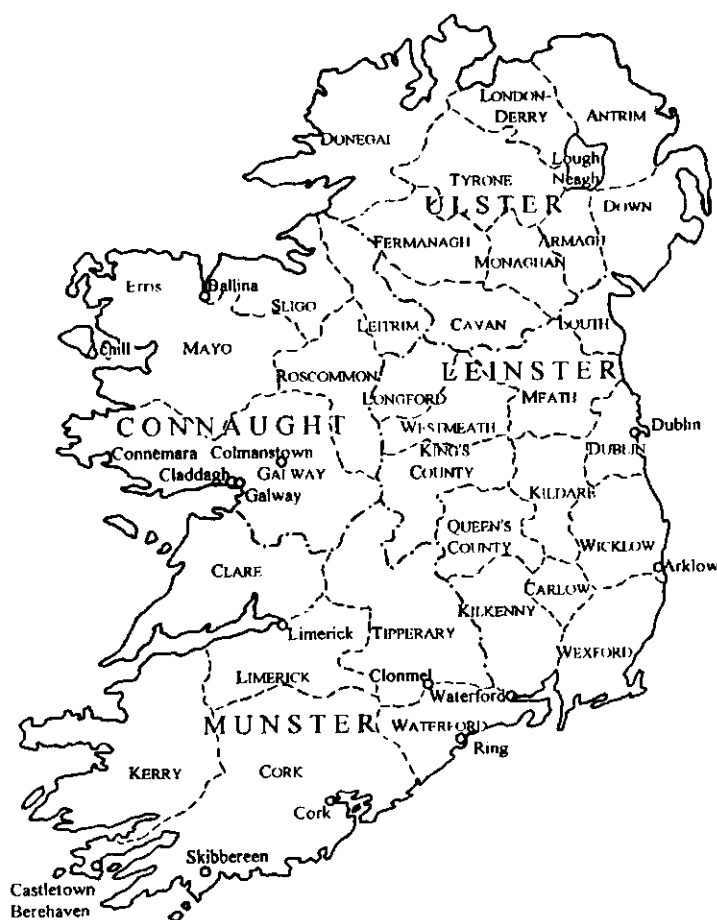 LONDON-
DERRY
ANTRIM
DONEGAL
Lough
Neagh
TYRONE
ULSTER
DOWN
FERMANAGH
ARMAGH
MONAGHAN
Erris
Ballina
SLIGO
LEITRIM
CAVAN
LOUTH
Achill
MAYO
ROSCOMMON
LEINSTER
LONGFORD
MEATH
CONNAUGHT
WESTMEATH
Dublin
Connemara
Colmanstown
KING'S
COUNTY
DUBLIN
Claddagh
GALWAY
Galway
KILDARE
QUEEN'S
COUNTY
WICKLOW
CLARE
Arklow
CARLOW
KILKENNY
Limerick
TIPPERARY
WEXFORD
LIMERICK
Clonmel
Waterford
MUNSTER
WATERFORD
Ring
KERRY
CORK
Cork
Skibbereen
Castletown
Berehaven